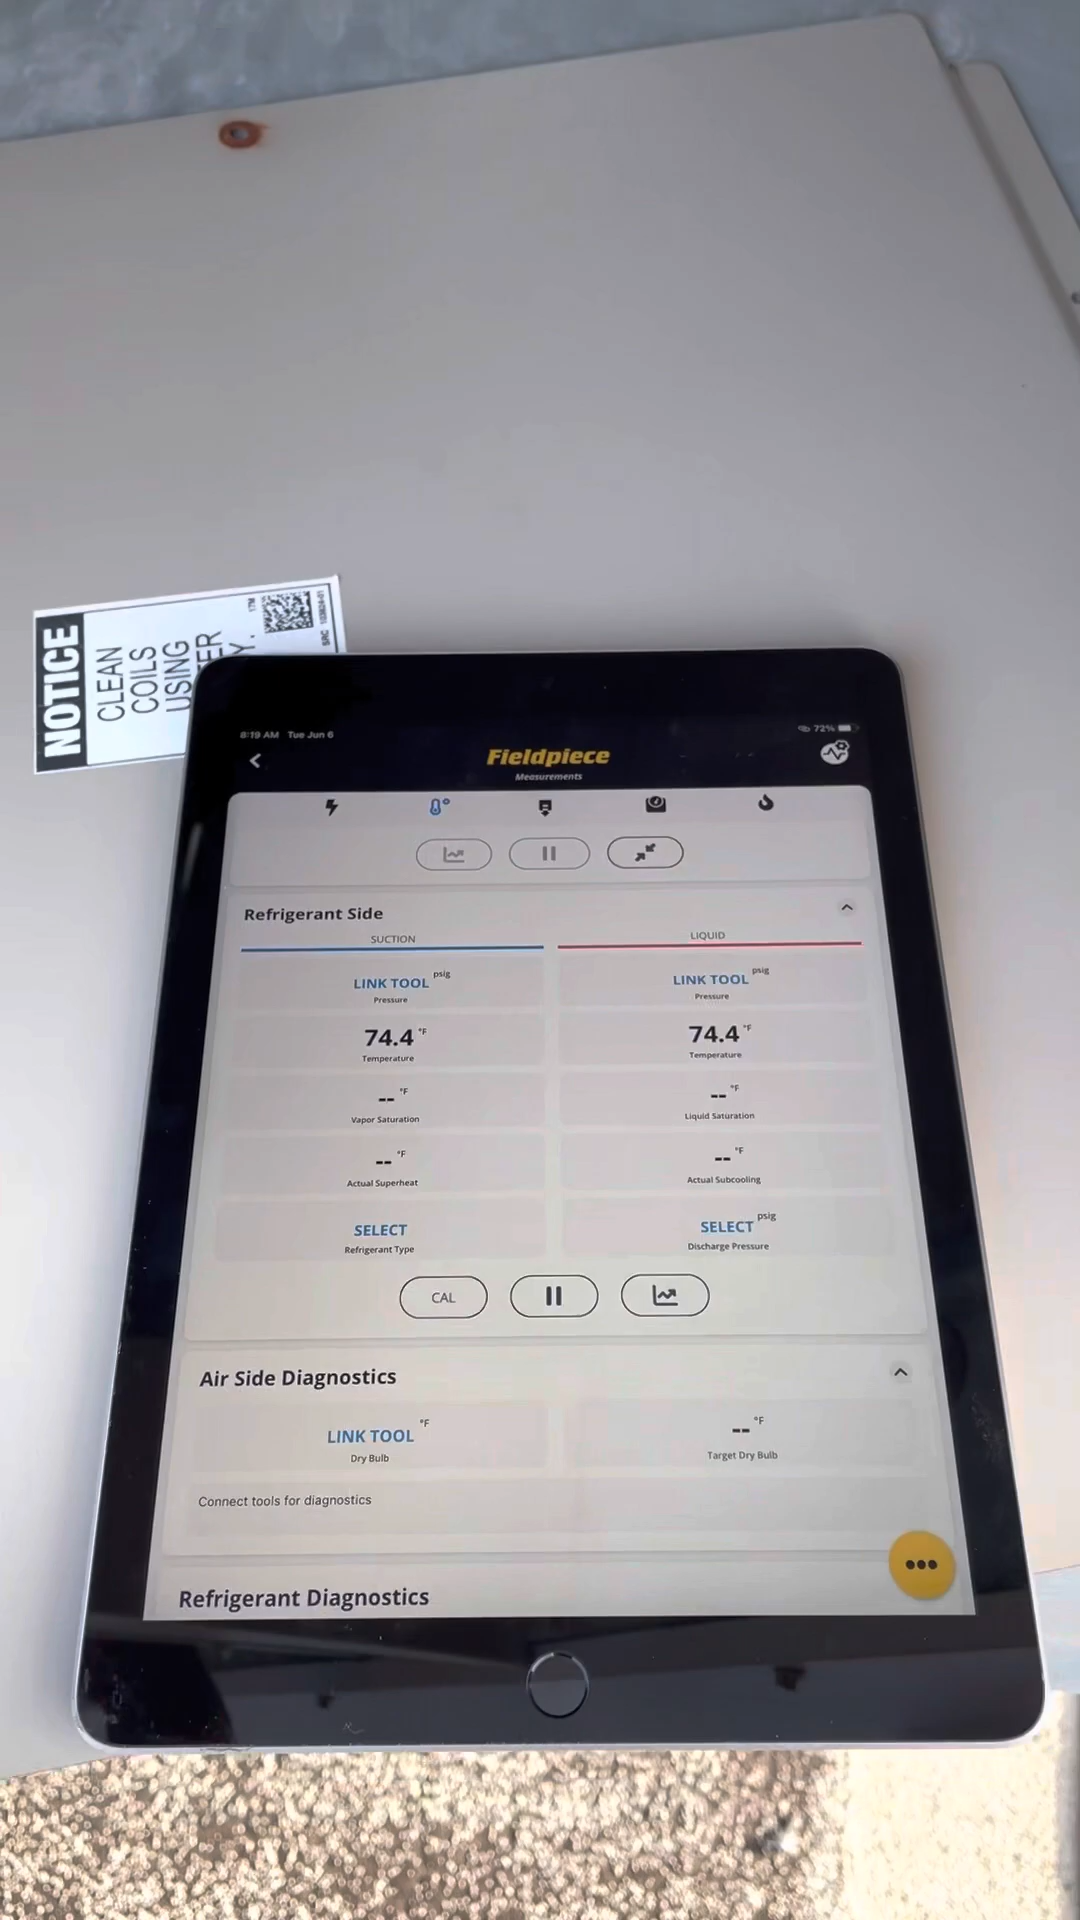 NOTICE
CLEAN
COILS
USING
17M
SRC
8:19 AM Tue Jun 6
72%
Fieldpiece
Measurements
Refrigerant Side
SUCTION
LIQUID
LINK TOOL psig
Pressure
LINK TOOL psig
Pressure
74.4 °F
Temperature
74.4 °F
Temperature
-- °F
Vapor Saturation
-- °F
Liquid Saturation
-- °F
Actual Superheat
-- °F
Actual Subcooling
SELECT
Refrigerant Type
SELECT psig
Discharge Pressure
CAL
Air Side Diagnostics
LINK TOOL °F
Dry Bulb
-- °F
Target Dry Bulb
Connect tools for diagnostics
Refrigerant Diagnostics